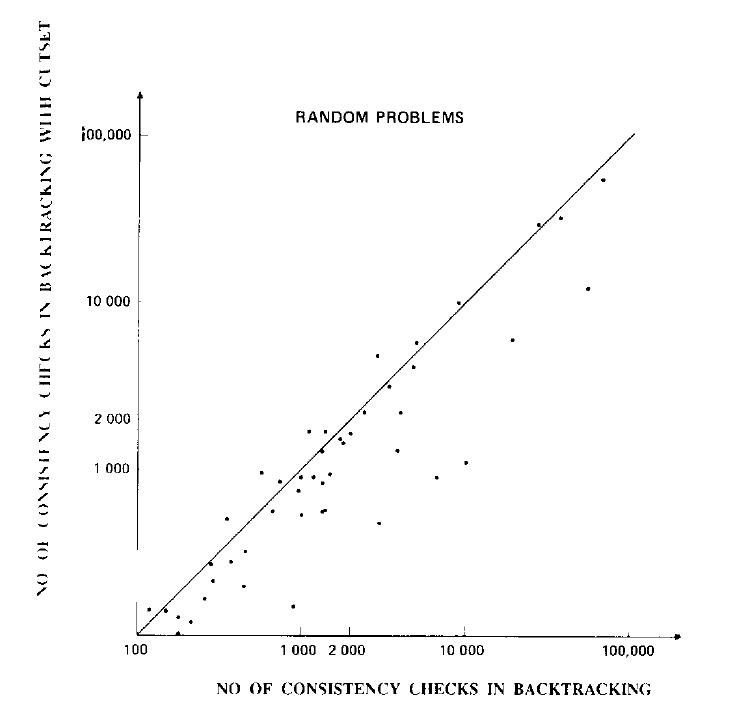 NO OF CONSISTENCY CHECKS IN BACKTRACKING WITH CUTSET
RANDOM PROBLEMS
100,000
10 000
2 000
1 000
100 1 000 2 000 10 000 100,000
NO OF CONSISTENCY CHECKS IN BACKTRACKING